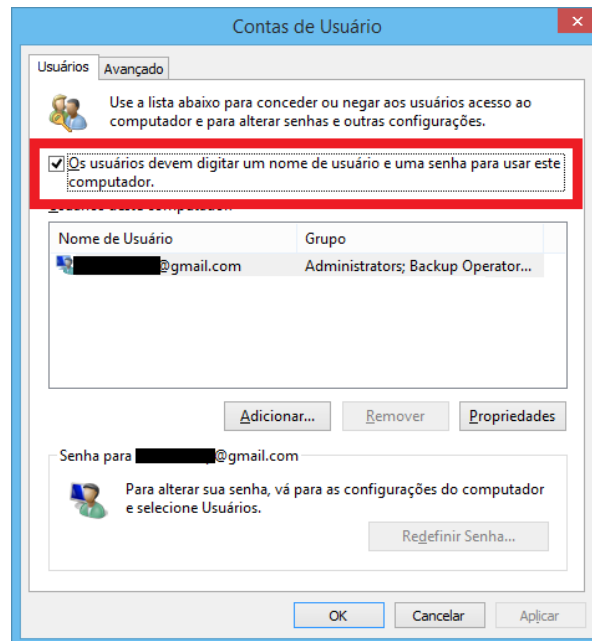 Contas de Usuário
Usuários
Avançado
Use a lista abaixo para conceder ou negar aos usuários acesso ao
computador e para alterar senhas e outras configurações.
Os usuários devem digitar um nome de usuário e uma senha para usar este
computador.
Nome de Usuário Grupo
@gmail.com Administrators; Backup Operator...
Adicionar... Remover Propriedades
Senha para @gmail.com
Para alterar sua senha, vá para as configurações do computador
e selecione Usuários.
Redefinir Senha...
OK Cancelar Aplicar